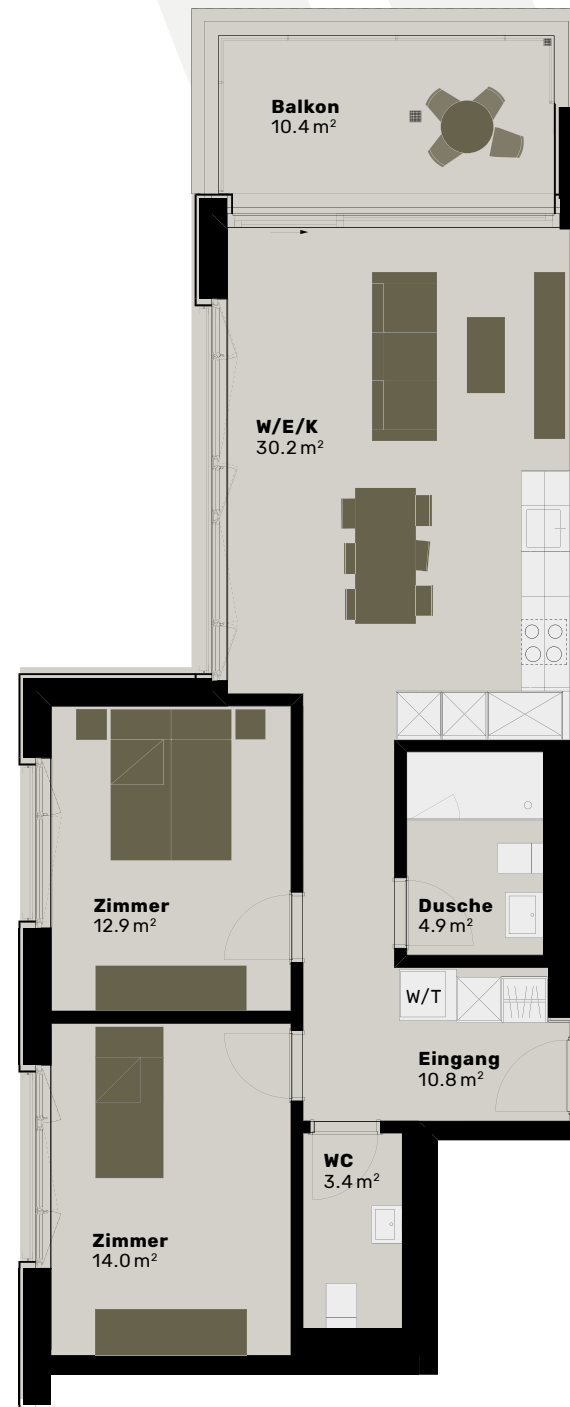 Balkon
10.4 m²
W/E/K
30.2 m²
Zimmer
12.9 m²
Dusche
4.9 m²
W/T
Eingang
10.8 m²
WC
3.4 m²
Zimmer
14.0 m²